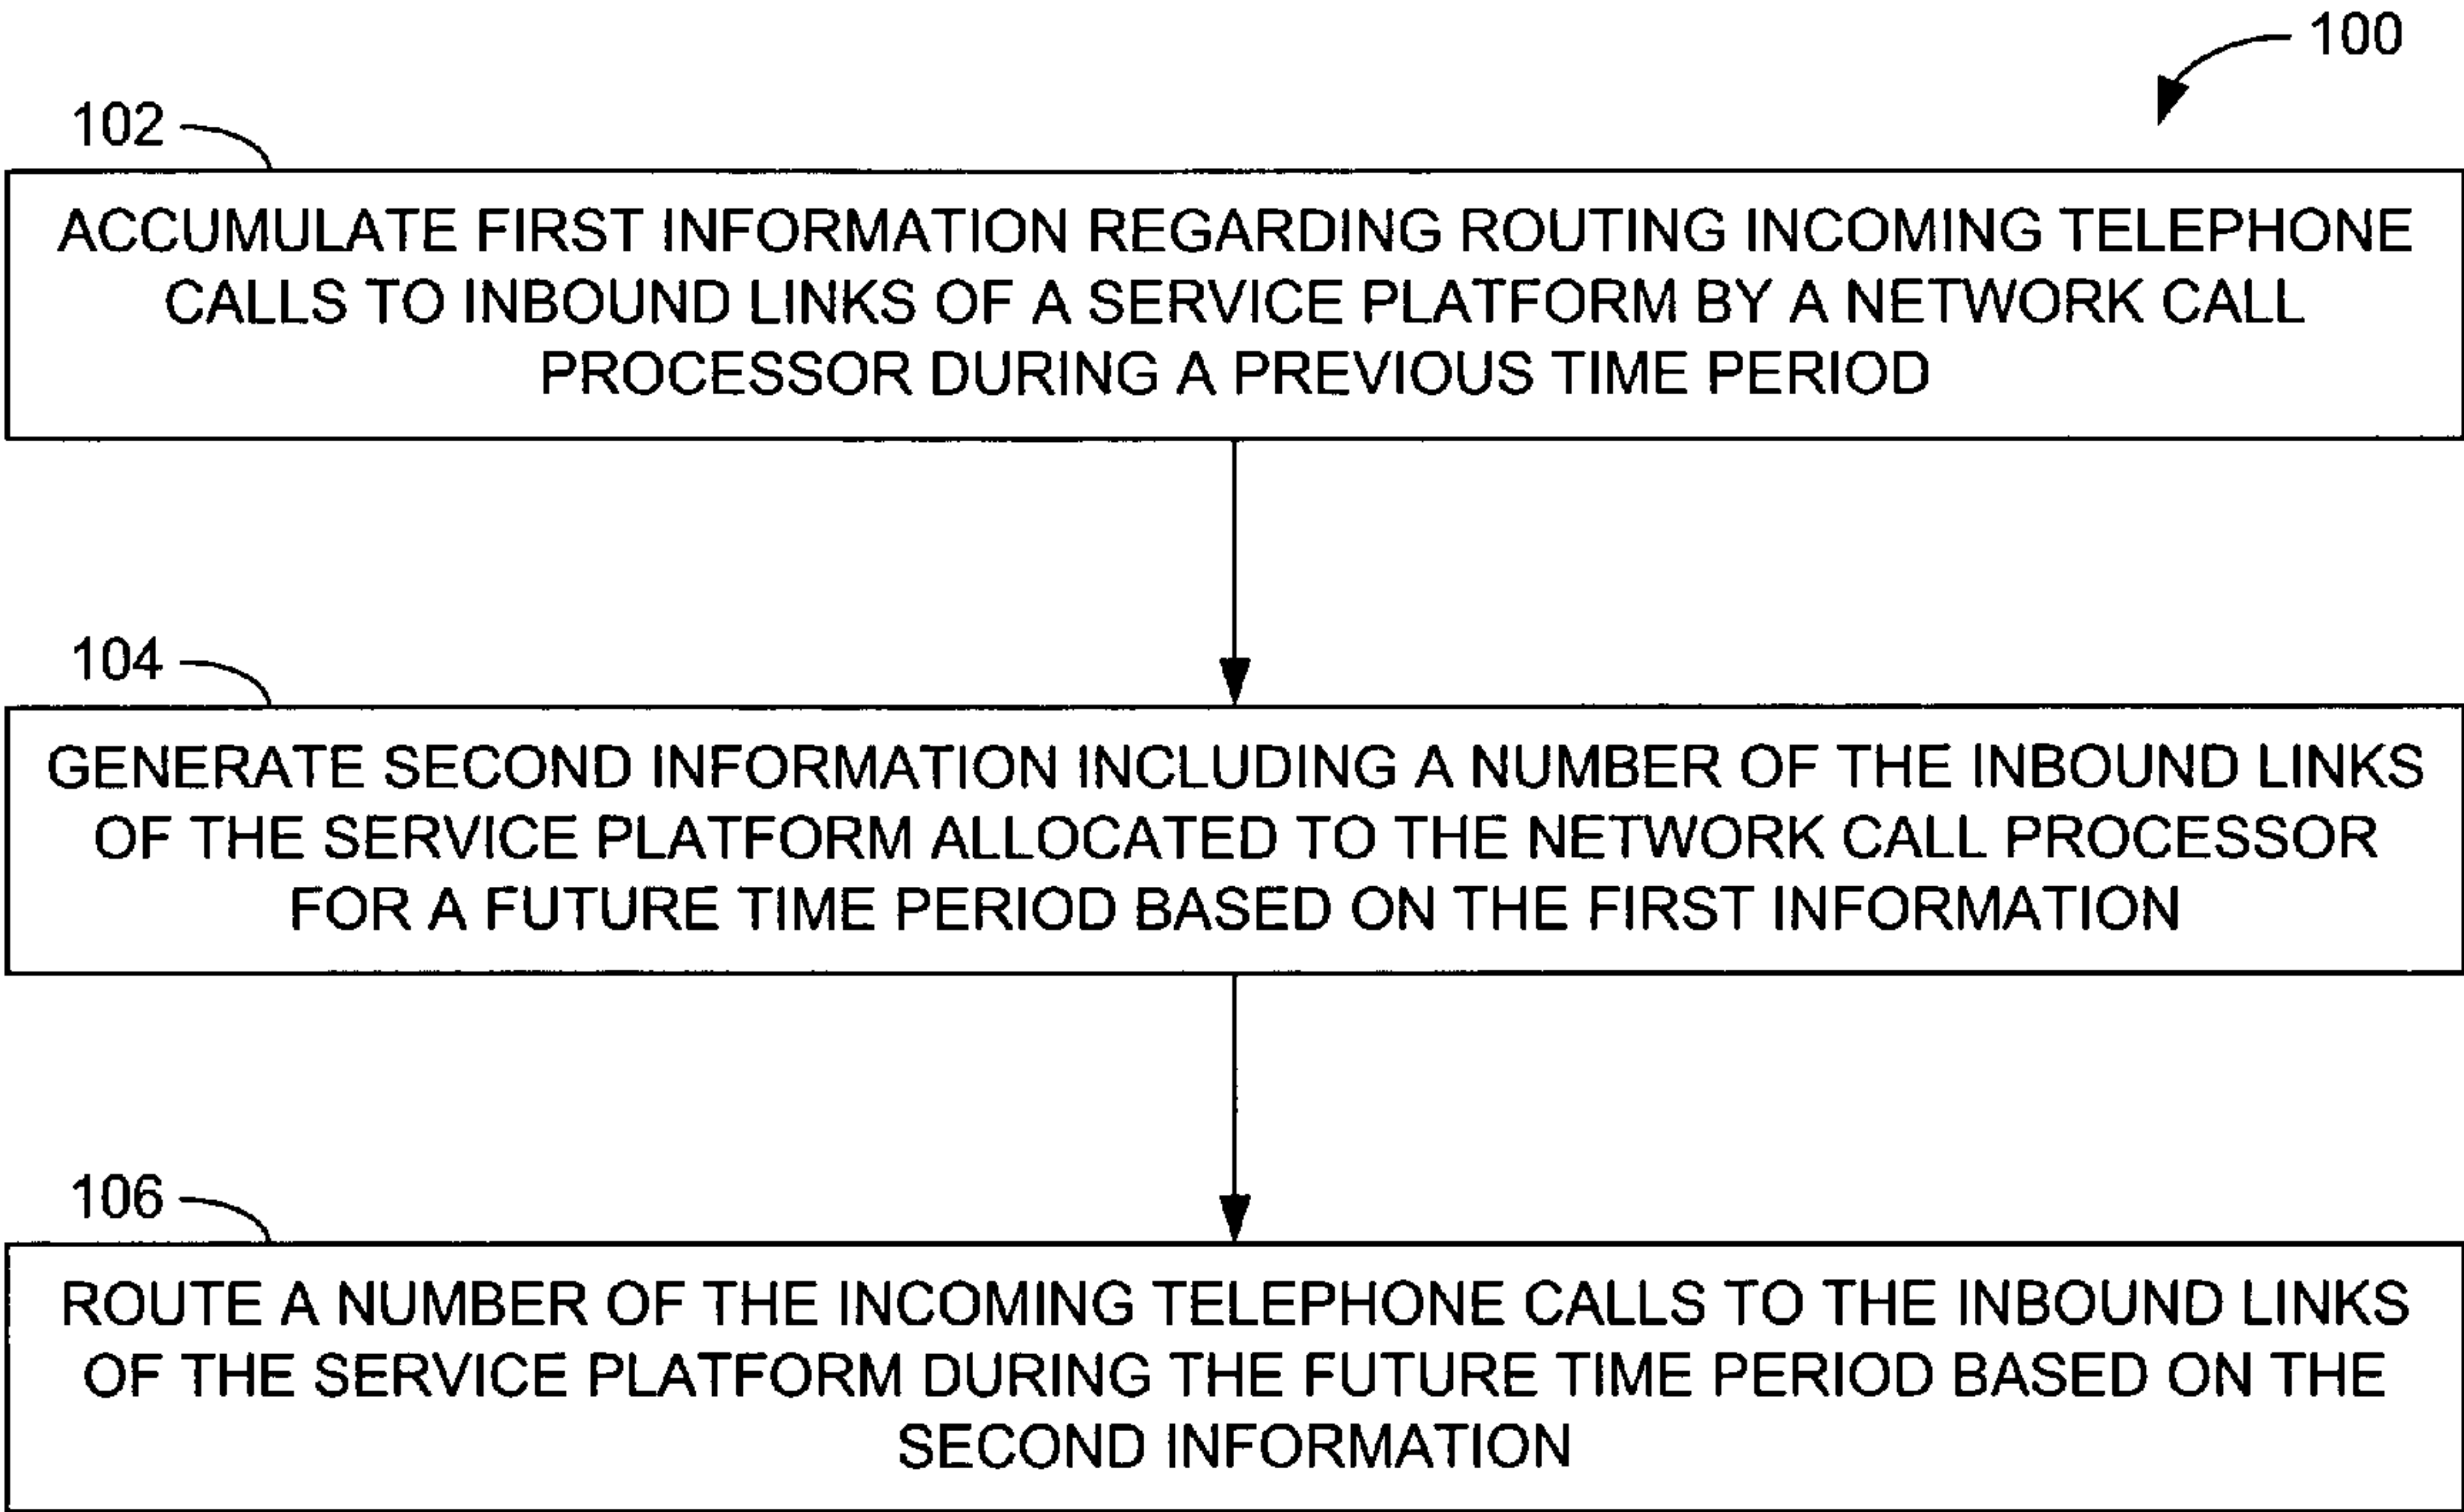 100
102
ACCUMULATE FIRST INFORMATION REGARDING ROUTING INCOMING TELEPHONE
CALLS TO INBOUND LINKS OF A SERVICE PLATFORM BY A NETWORK CALL
PROCESSOR DURING A PREVIOUS TIME PERIOD
104
GENERATE SECOND INFORMATION INCLUDING A NUMBER OF THE INBOUND LINKS
OF THE SERVICE PLATFORM ALLOCATED TO THE NETWORK CALL PROCESSOR
FOR A FUTURE TIME PERIOD BASED ON THE FIRST INFORMATION
106
ROUTE A NUMBER OF THE INCOMING TELEPHONE CALLS TO THE INBOUND LINKS
OF THE SERVICE PLATFORM DURING THE FUTURE TIME PERIOD BASED ON THE
SECOND INFORMATION